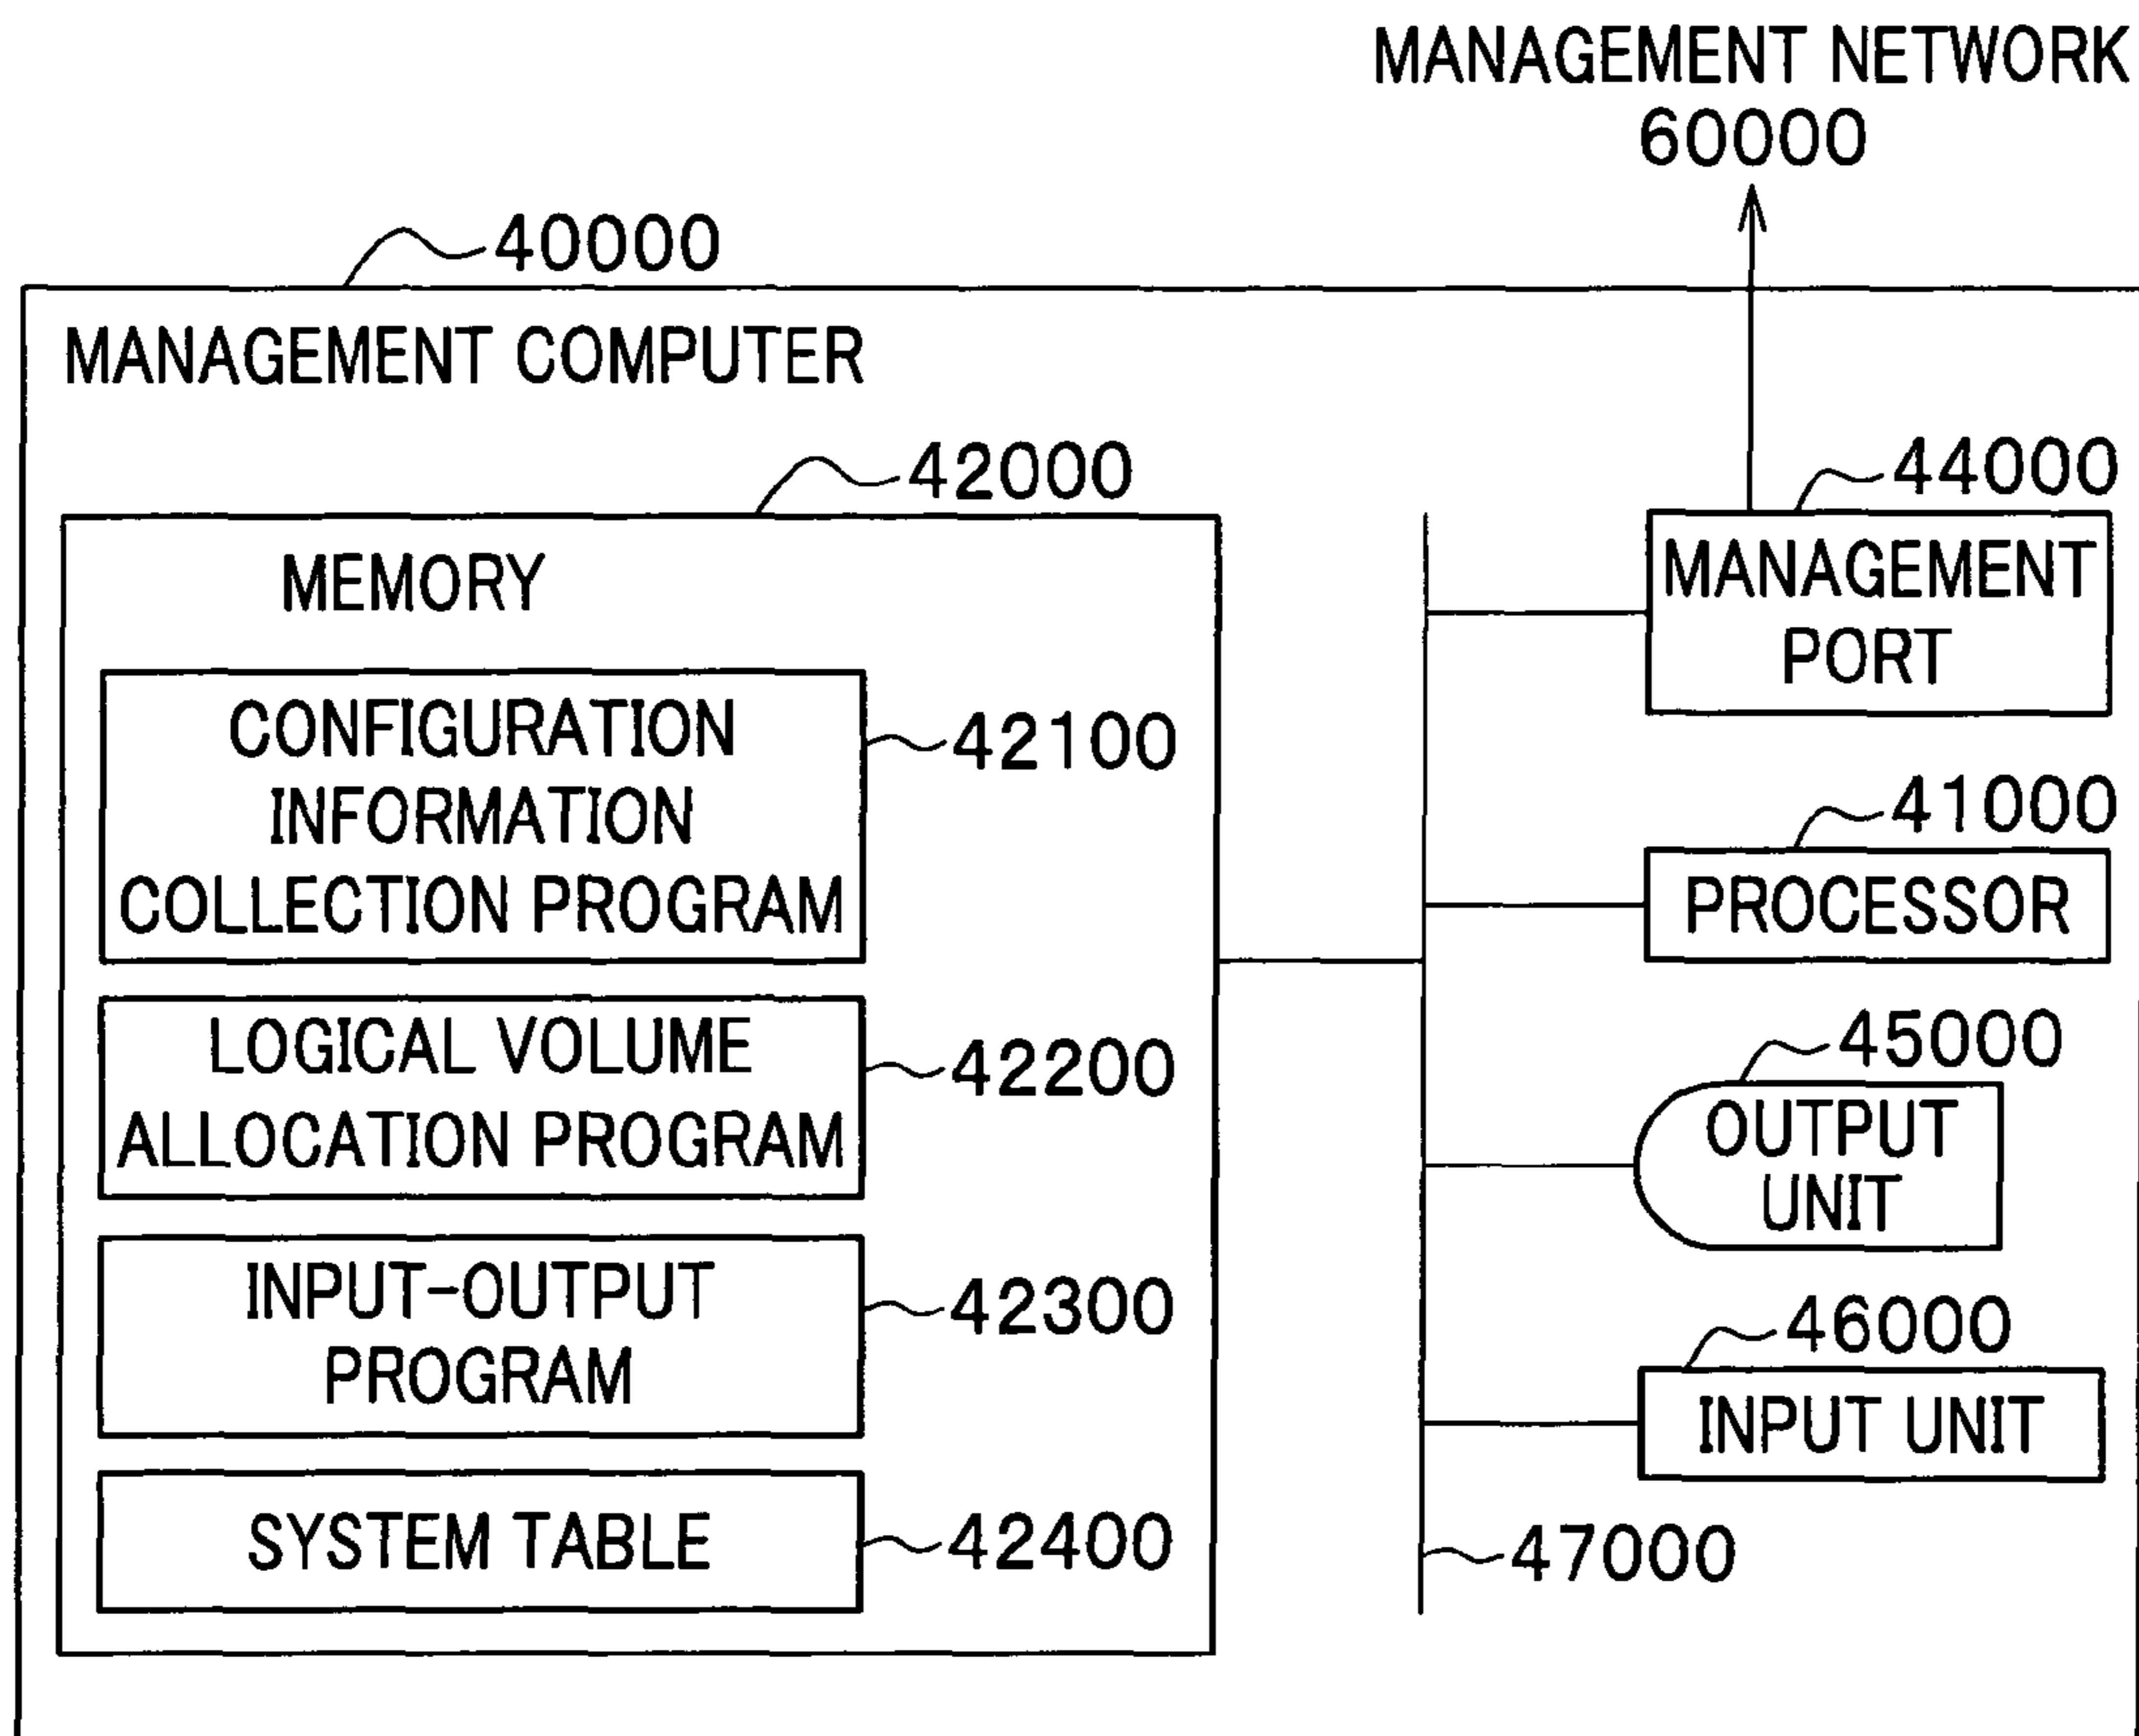 MANAGEMENT NETWORK
60000
40000
MANAGEMENT COMPUTER
42000
MEMORY
CONFIGURATION
INFORMATION
COLLECTION PROGRAM
42100
LOGICAL VOLUME
ALLOCATION PROGRAM
42200
INPUT-OUTPUT
PROGRAM
42300
SYSTEM TABLE
42400
44000
MANAGEMENT
PORT
41000
PROCESSOR
45000
OUTPUT
UNIT
46000
INPUT UNIT
47000